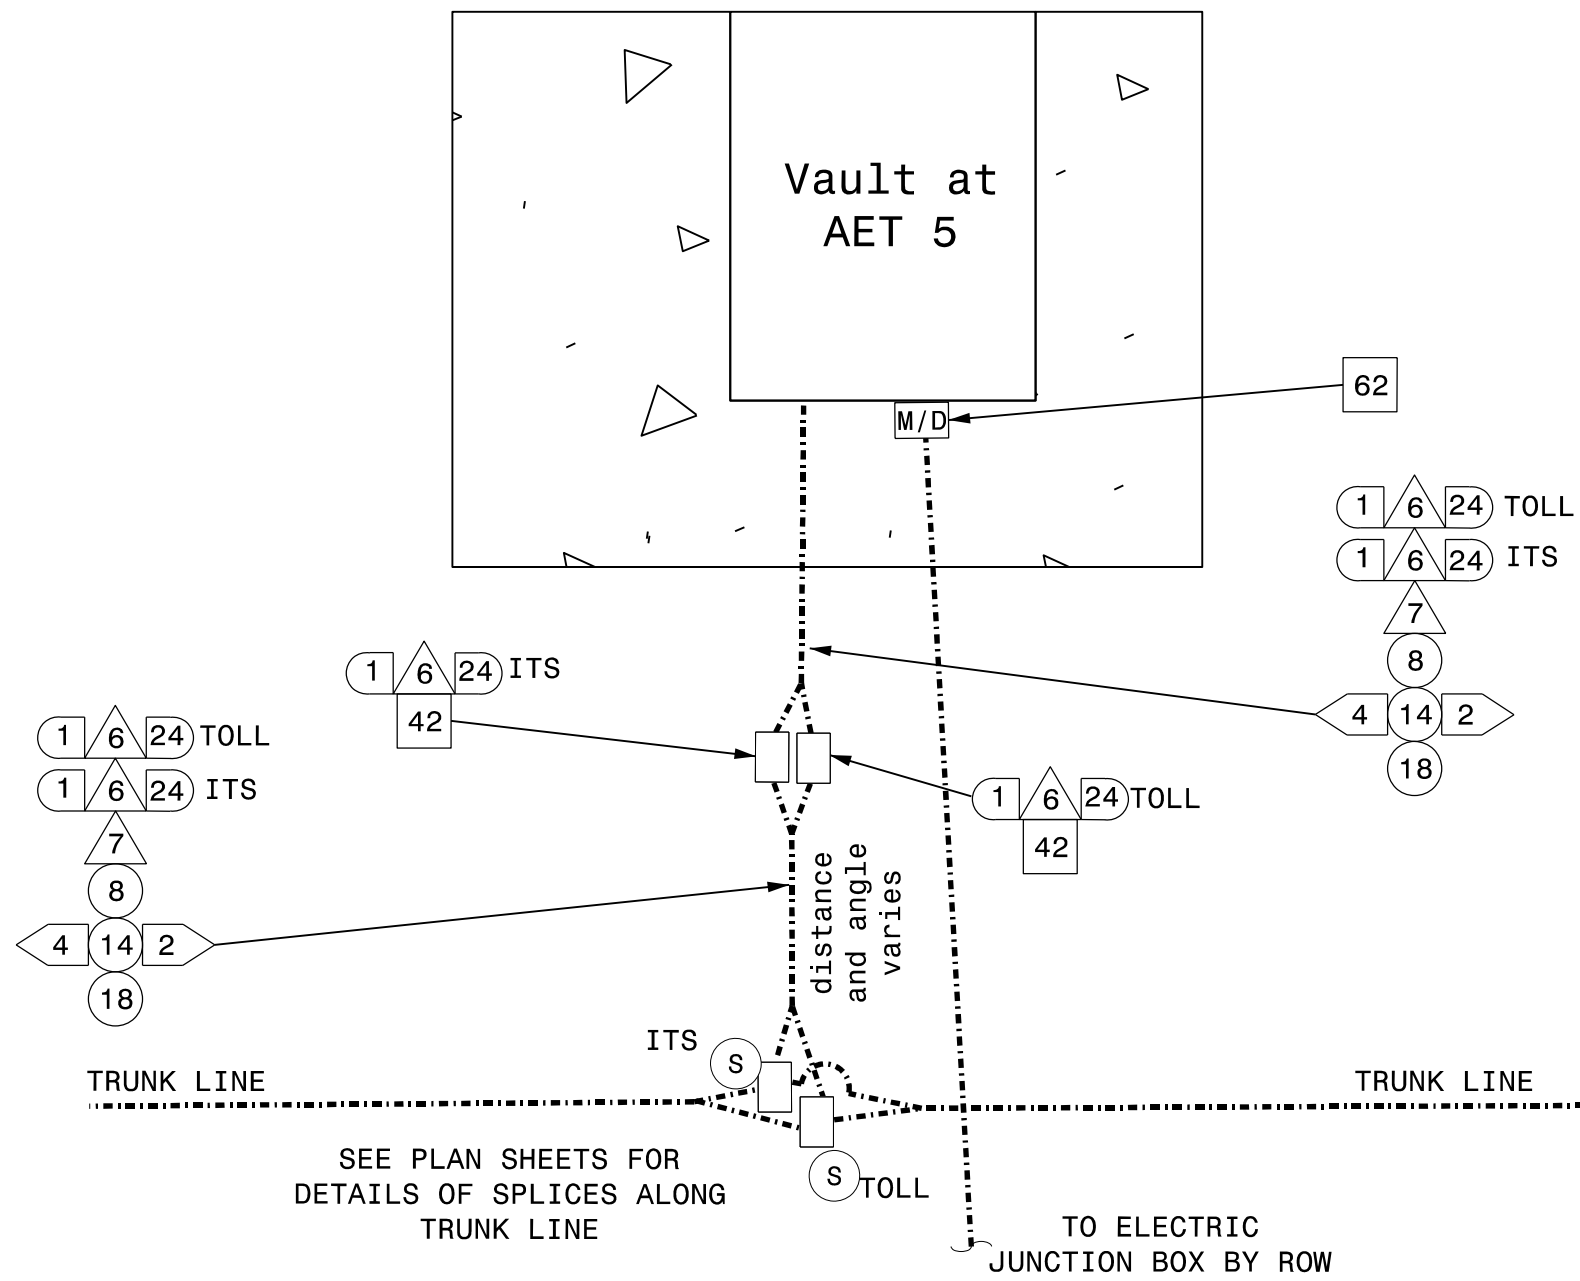 Vault at
AET 5
M/D
62
1 6 24 TOLL
1 6 24 ITS
7
8
4 14 2
18
1 6 24 ITS
42
1 6 24 TOLL
1 6 24 ITS
7
8
4 14 2
18
1 6 24 TOLL
42
distance
and angle
varies
ITS
S
TRUNK LINE
TRUNK LINE
S
TOLL
SEE PLAN SHEETS FOR
DETAILS OF SPLICES ALONG
TRUNK LINE
TO ELECTRIC
JUNCTION BOX BY ROW